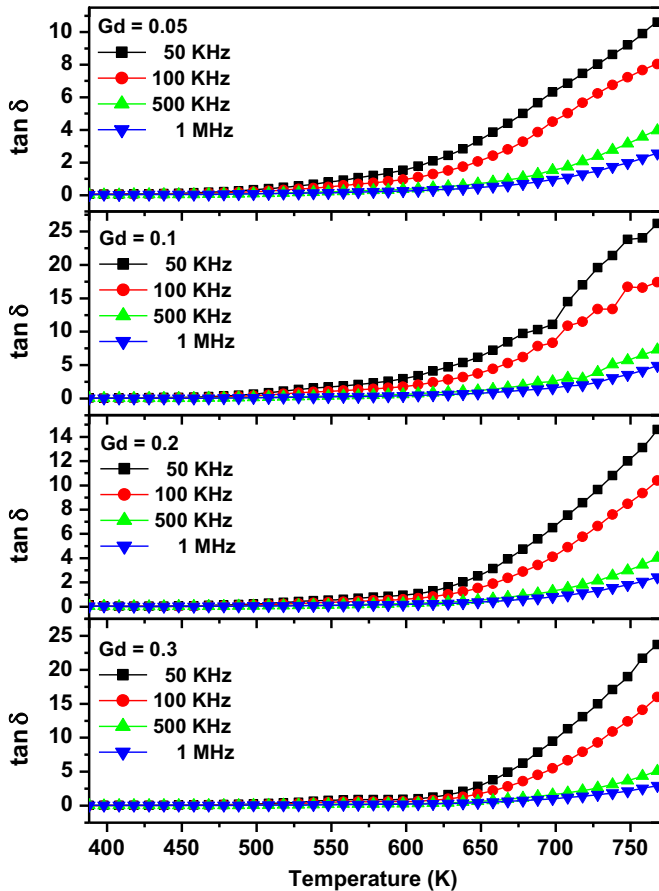 Gd = 0.05
50 KHz
100 KHz
500 KHz
1 MHz
tan δ
10
8
6
4
2
0
Gd = 0.1
50 KHz
100 KHz
500 KHz
1 MHz
tan δ
25
20
15
10
5
0
Gd = 0.2
50 KHz
100 KHz
500 KHz
1 MHz
tan δ
14
12
10
8
6
4
2
0
Gd = 0.3
50 KHz
100 KHz
500 KHz
1 MHz
tan δ
25
20
15
10
5
0
400 450 500 550 600 650 700 750
Temperature (K)